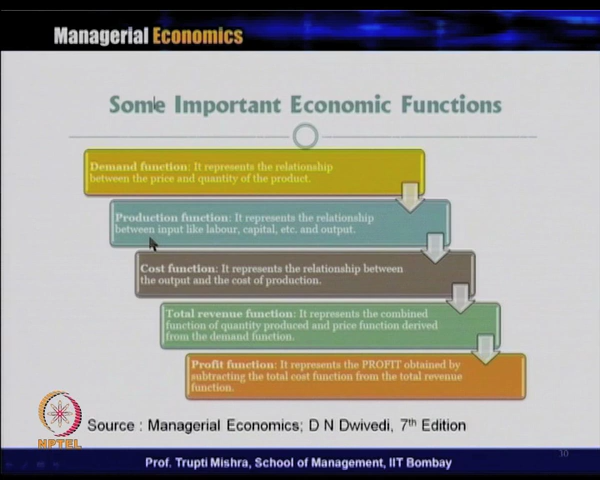 Managerial Economics
Some Important Economic Functions
Demand function: It represents the relationship
between the price and quantity of the product.
Production function: It represents the relationship
between input like labour, capital, etc. and output.
Cost function: It represents the relationship between
the output and the cost of production.
Total revenue function: It represents the combined
function of quantity produced and price function derived
from the demand function.
Profit function: It represents the PROFIT obtained by
subtracting the total cost function from the total revenue
function.
Source : Managerial Economics; D N Dwivedi, 7th Edition
NPTEL
10
Prof. Trupti Mishra, School of Management, IIT Bombay